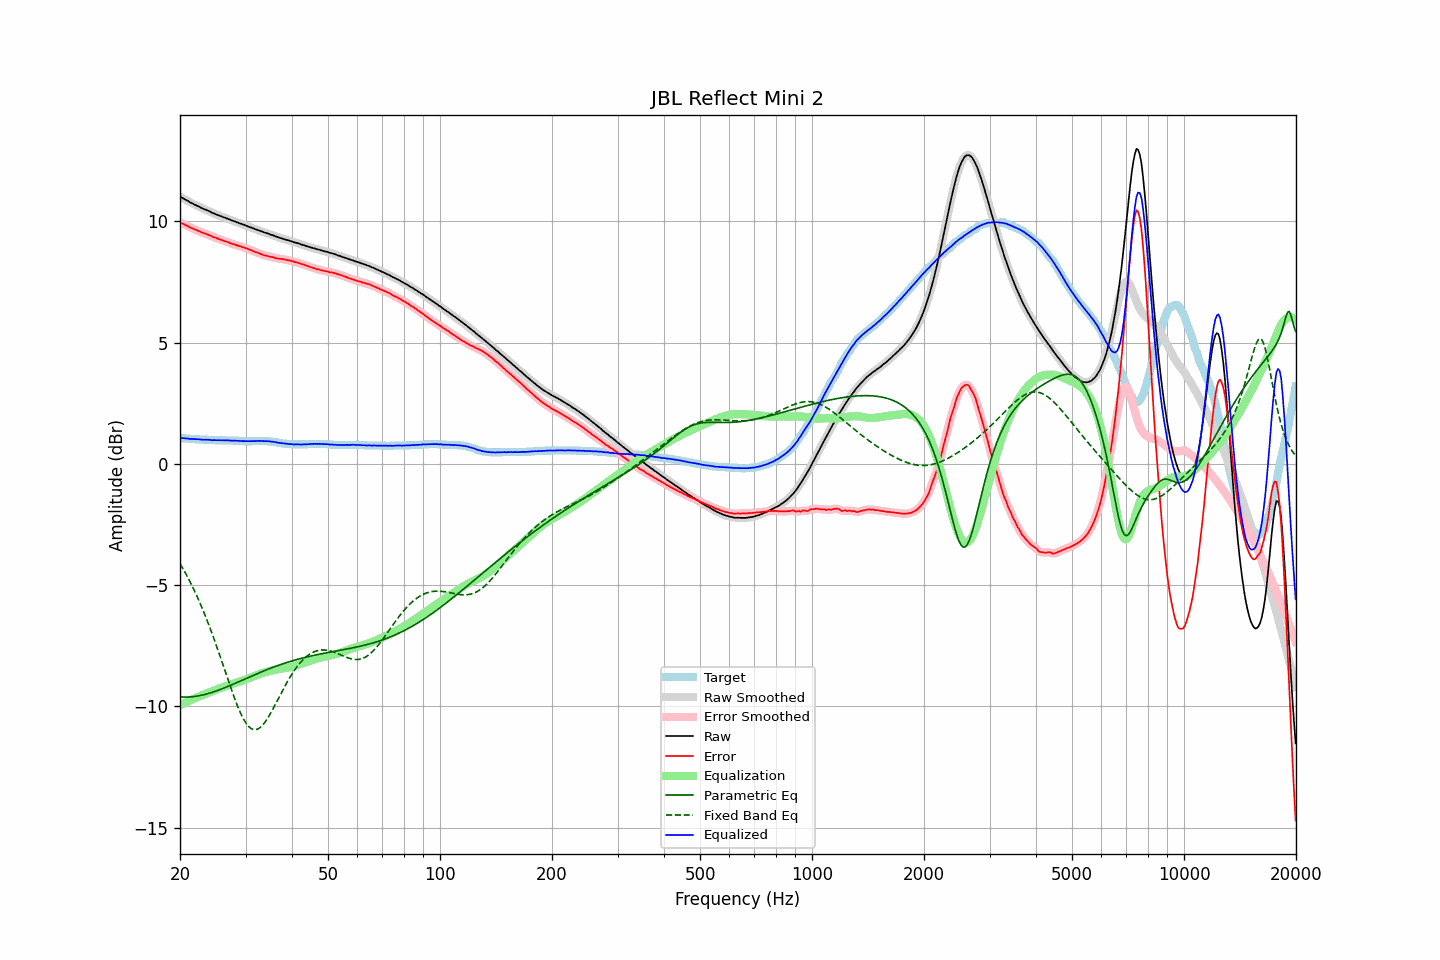 JBL Reflect Mini 2
Amplitude (dBr)
10
5
0
−5
−10
−15
Target
Raw Smoothed
Error Smoothed
Raw
Error
Equalization
Parametric Eq
Fixed Band Eq
Equalized
20 50 100 200 500 1000 2000 5000 10000 20000
Frequency (Hz)